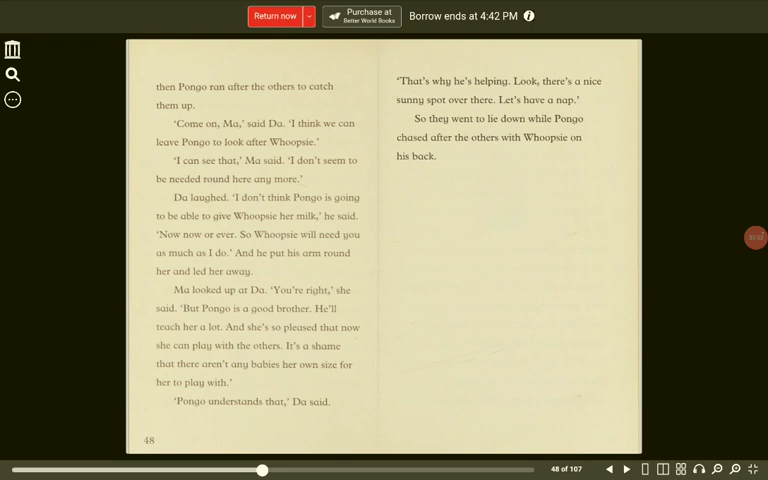 Return now
Purchase at
Better World Books
Borrow ends at 4:42 PM
then Pongo ran after the others to catch
them up.
‘Come on, Ma,’ said Da. ‘I think we can
leave Pongo to look after Whoopsie.’
‘I can see that,’ Ma said. ‘I don’t seem to
be needed round here any more.’
Da laughed. ‘I don’t think Pongo is going
to be able to give Whoopsie her milk,’ he said.
‘Now now or ever. So Whoopsie will need you
as much as I do.’ And he put his arm round
her and led her away.
Ma looked up at Da. ‘You’re right,’ she
said. ‘But Pongo is a good brother. He’ll
teach her a lot. And she’s so pleased that now
she can play with the others. It’s a shame
that there aren’t any babies her own size for
her to play with.’
‘Pongo understands that,’ Da said.
48
‘That’s why he’s helping. Look, there’s a nice
sunny spot over there. Let’s have a nap.’
So they went to lie down while Pongo
chased after the others with Whoopsie on
his back.
48 of 107